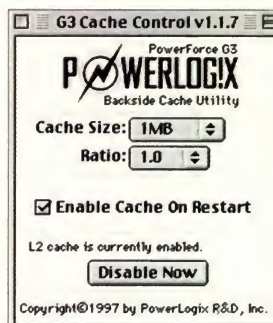 G3 Cache Control v1.1.7
PowerForce G3
POWERLOGIX
Backside Cache Utility
Cache Size: 1MB
Ratio: 1.0
Enable Cache On Restart
L2 cache is currently enabled.
Disable Now
Copyright©1997 by PowerLogix R&D, Inc.